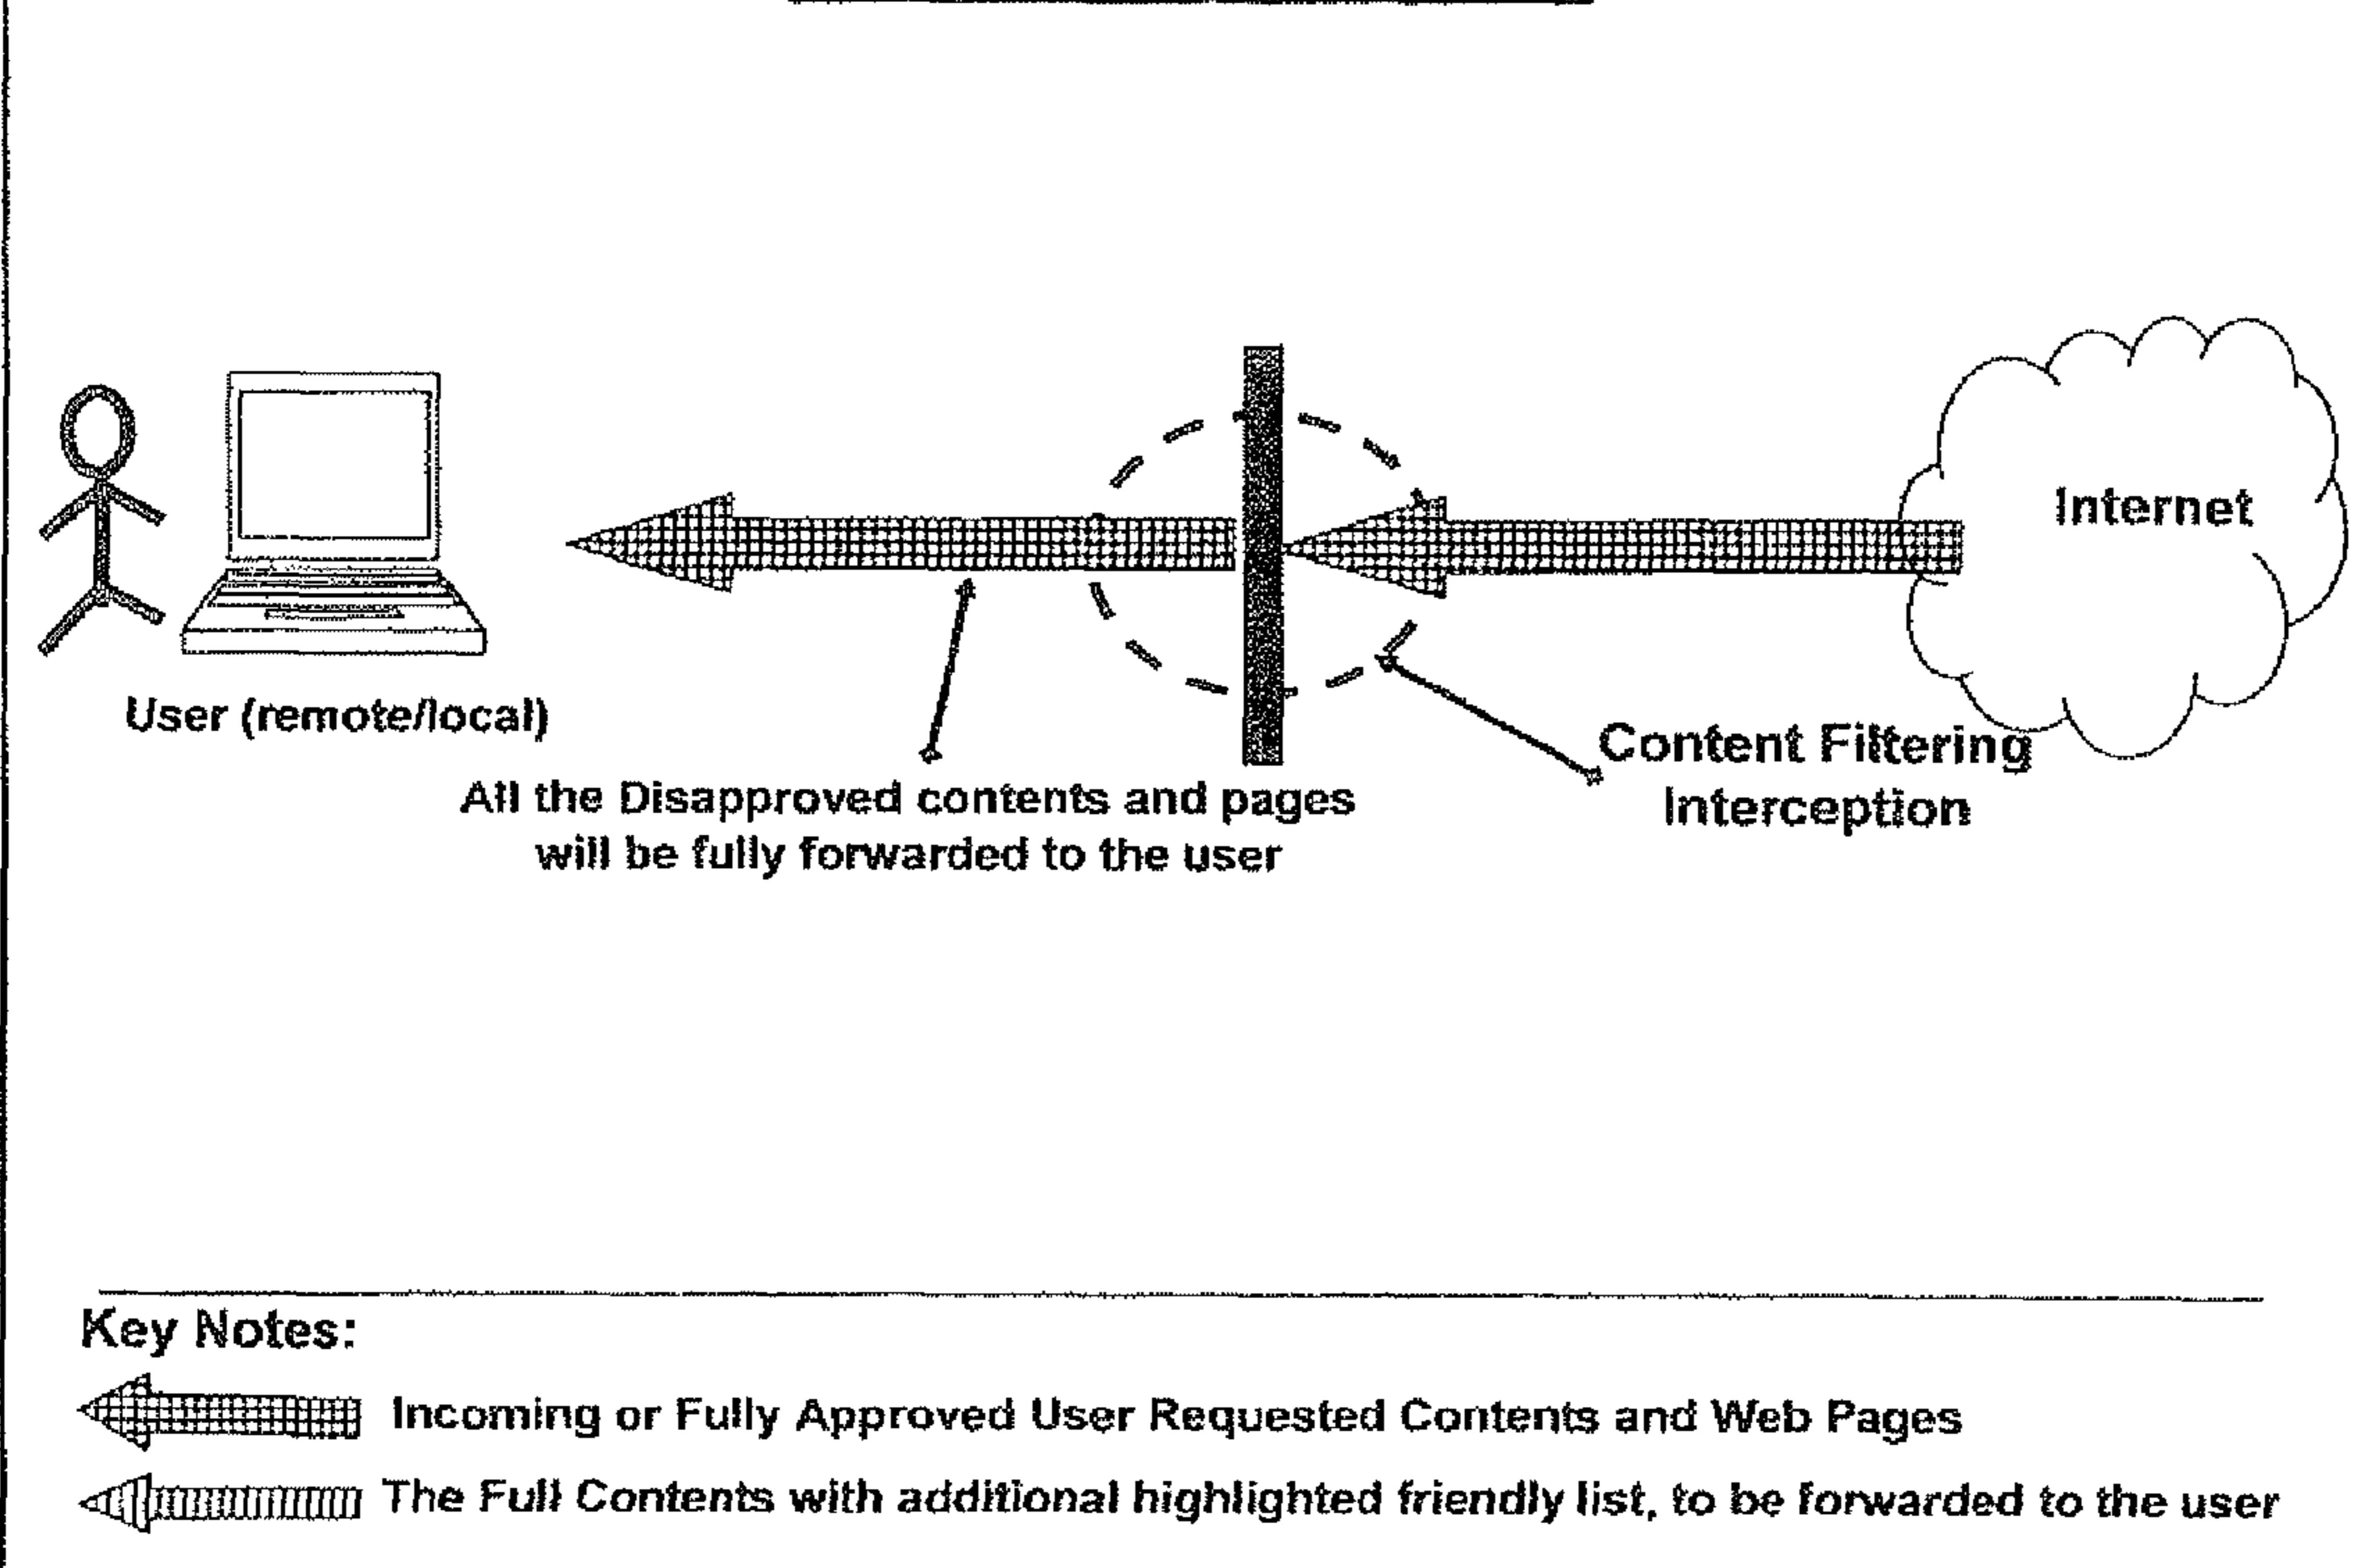 Internet
User (remote/local)
Content Filtering
Interception
All the Disapproved contents and pages
will be fully forwarded to the user
Key Notes:
Incoming or Fully Approved User Requested Contents and Web Pages
The Full Contents with additional highlighted friendly list, to be forwarded to the user